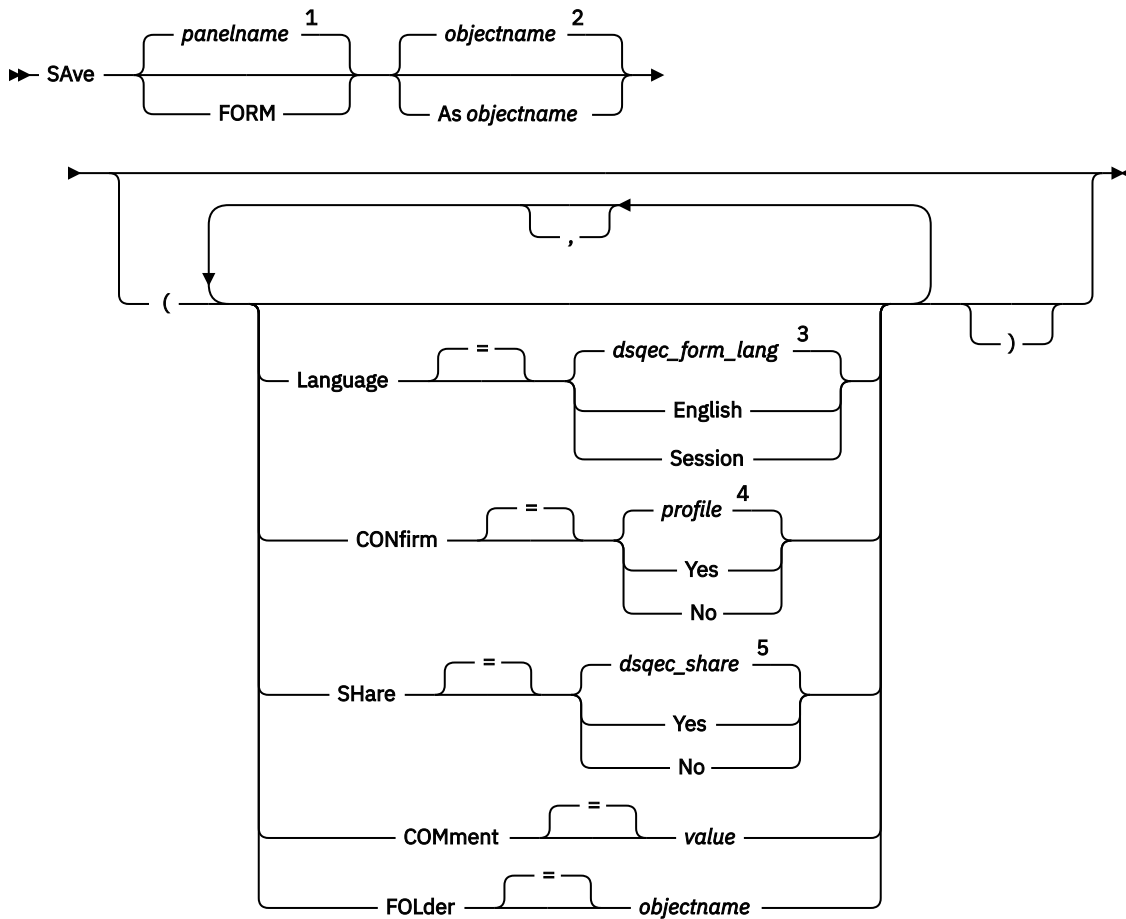 panelname 1 objectname 2
SAve
FORM As objectname
,
(
)
= dsqec_form_lang 3
Language
English
Session
= profile 4
CONfirm
Yes
No
= dsqec_share 5
SHare
Yes
No
=
COMment value
=
FOLder objectname